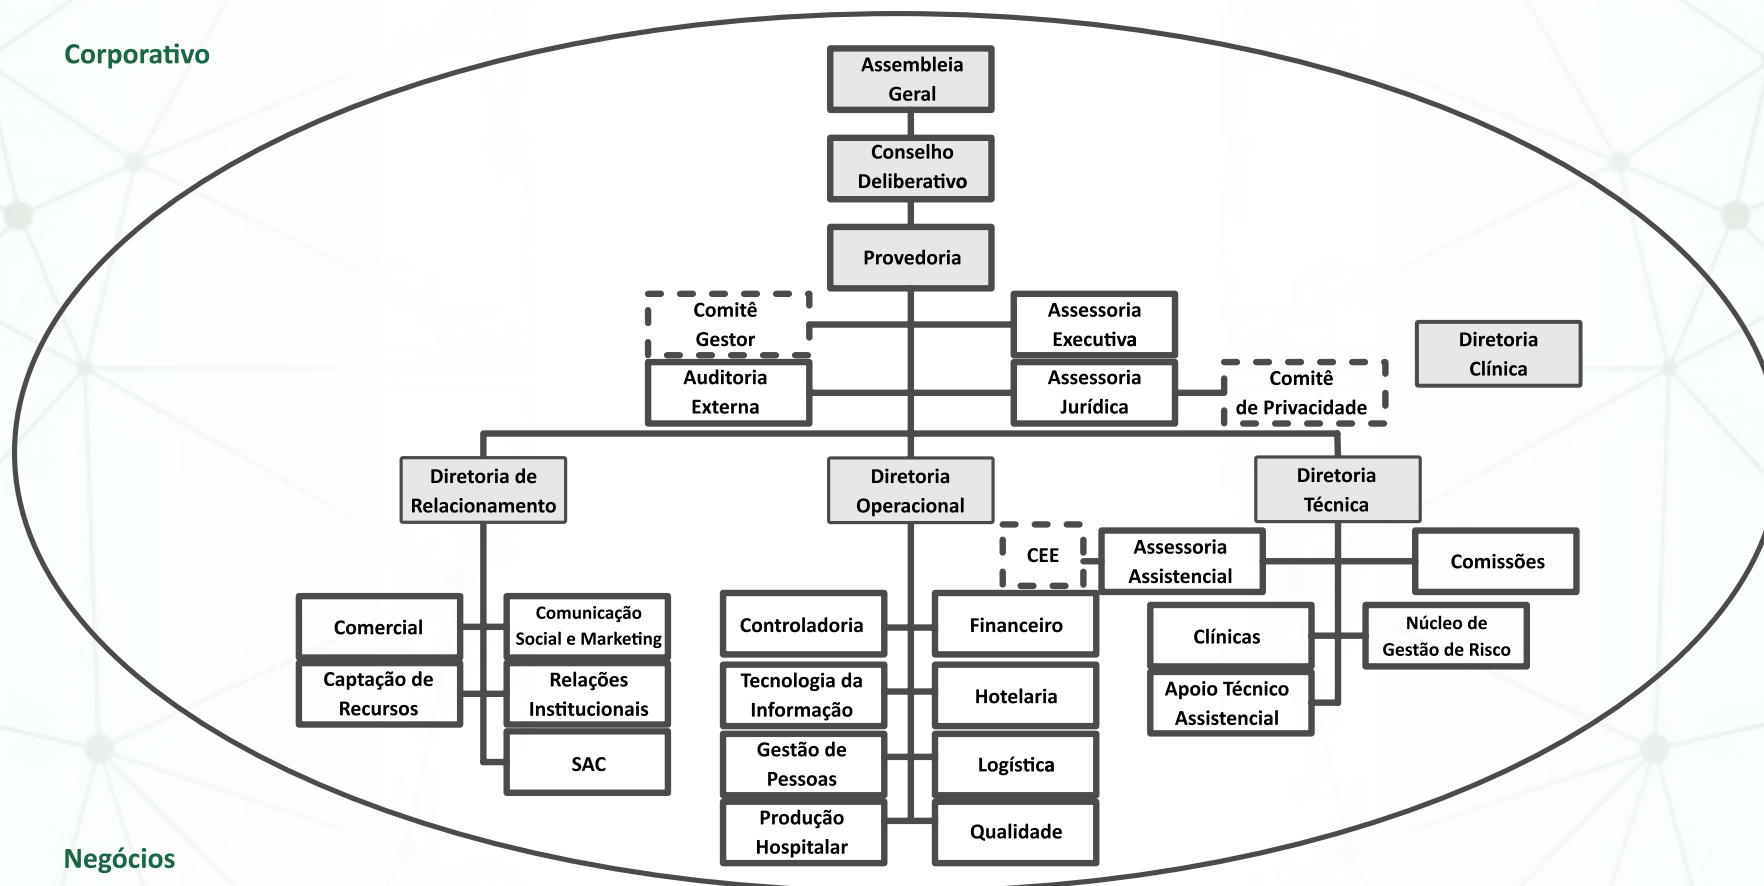 Corporativo
Assembleia
Geral
Conselho
Deliberativo
Provedoria
Comitê
Gestor
Assessoria
Executiva
Auditoria
Externa
Assessoria
Jurídica
Comitê
de Privacidade
Diretoria
Clínica
Diretoria de
Relacionamento
Diretoria
Operacional
Diretoria
Técnica
CEE
Assessoria
Assistencial
Comissões
Comercial
Comunicação
Social e Marketing
Captação de
Recursos
Relações
Institucionais
SAC
Controladoria
Financeiro
Tecnologia da
Informação
Hotelaria
Gestão de
Pessoas
Logística
Produção
Hospitalar
Qualidade
Clínicas
Núcleo de
Gestão de Risco
Apoio Técnico
Assistencial
Negócios